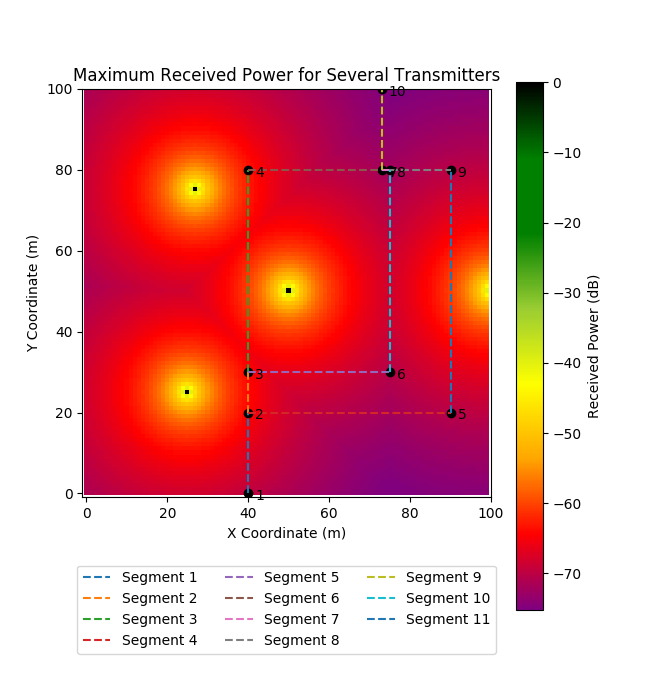 Maximum Received Power for Several Transmitters
100
80
60
40
20
0
Y Coordinate (m)
0 20 40 60 80 100
X Coordinate (m)
10
4
8
9
3
6
2
5
1
0
−10
−20
−30
−40
−50
−60
−70
Received Power (dB)
Segment 1 Segment 5 Segment 9
Segment 2 Segment 6 Segment 10
Segment 3 Segment 7 Segment 11
Segment 4 Segment 8